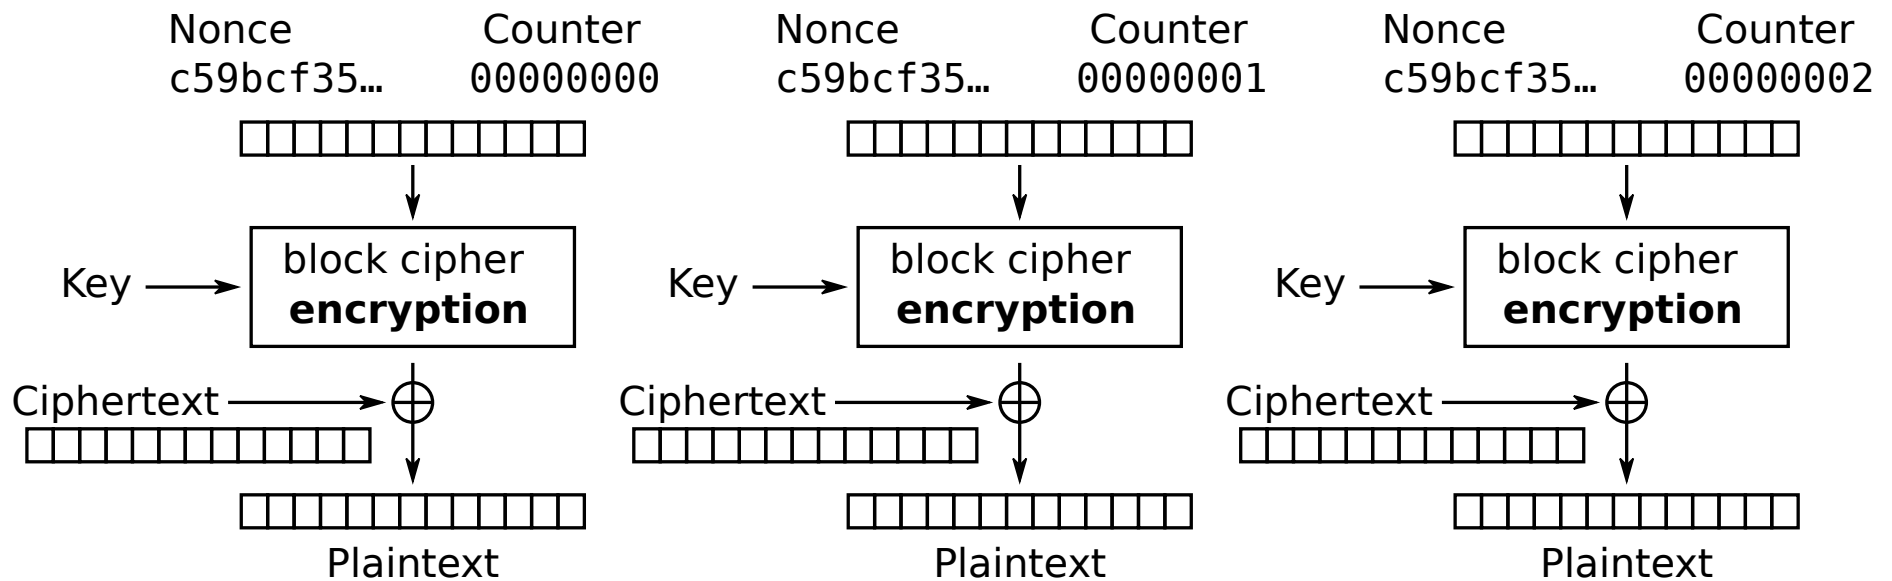 Nonce Counter Nonce Counter Nonce Counter
c59bcf35… 00000000 c59bcf35… 00000001 c59bcf35… 00000002
block cipher block cipher block cipher
Key Key Key
encryption encryption encryption
Ciphertext Ciphertext Ciphertext
Plaintext Plaintext Plaintext